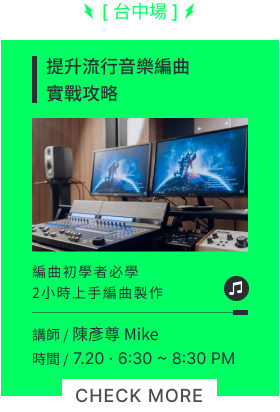 [ 台中場 ]
提升流行音樂編曲
實戰攻略
編曲初學者必學
2小時上手編曲製作
講師 / 陳彥尊 Mike
時間 / 7.20 · 6:30 ~ 8:30 PM
CHECK MORE